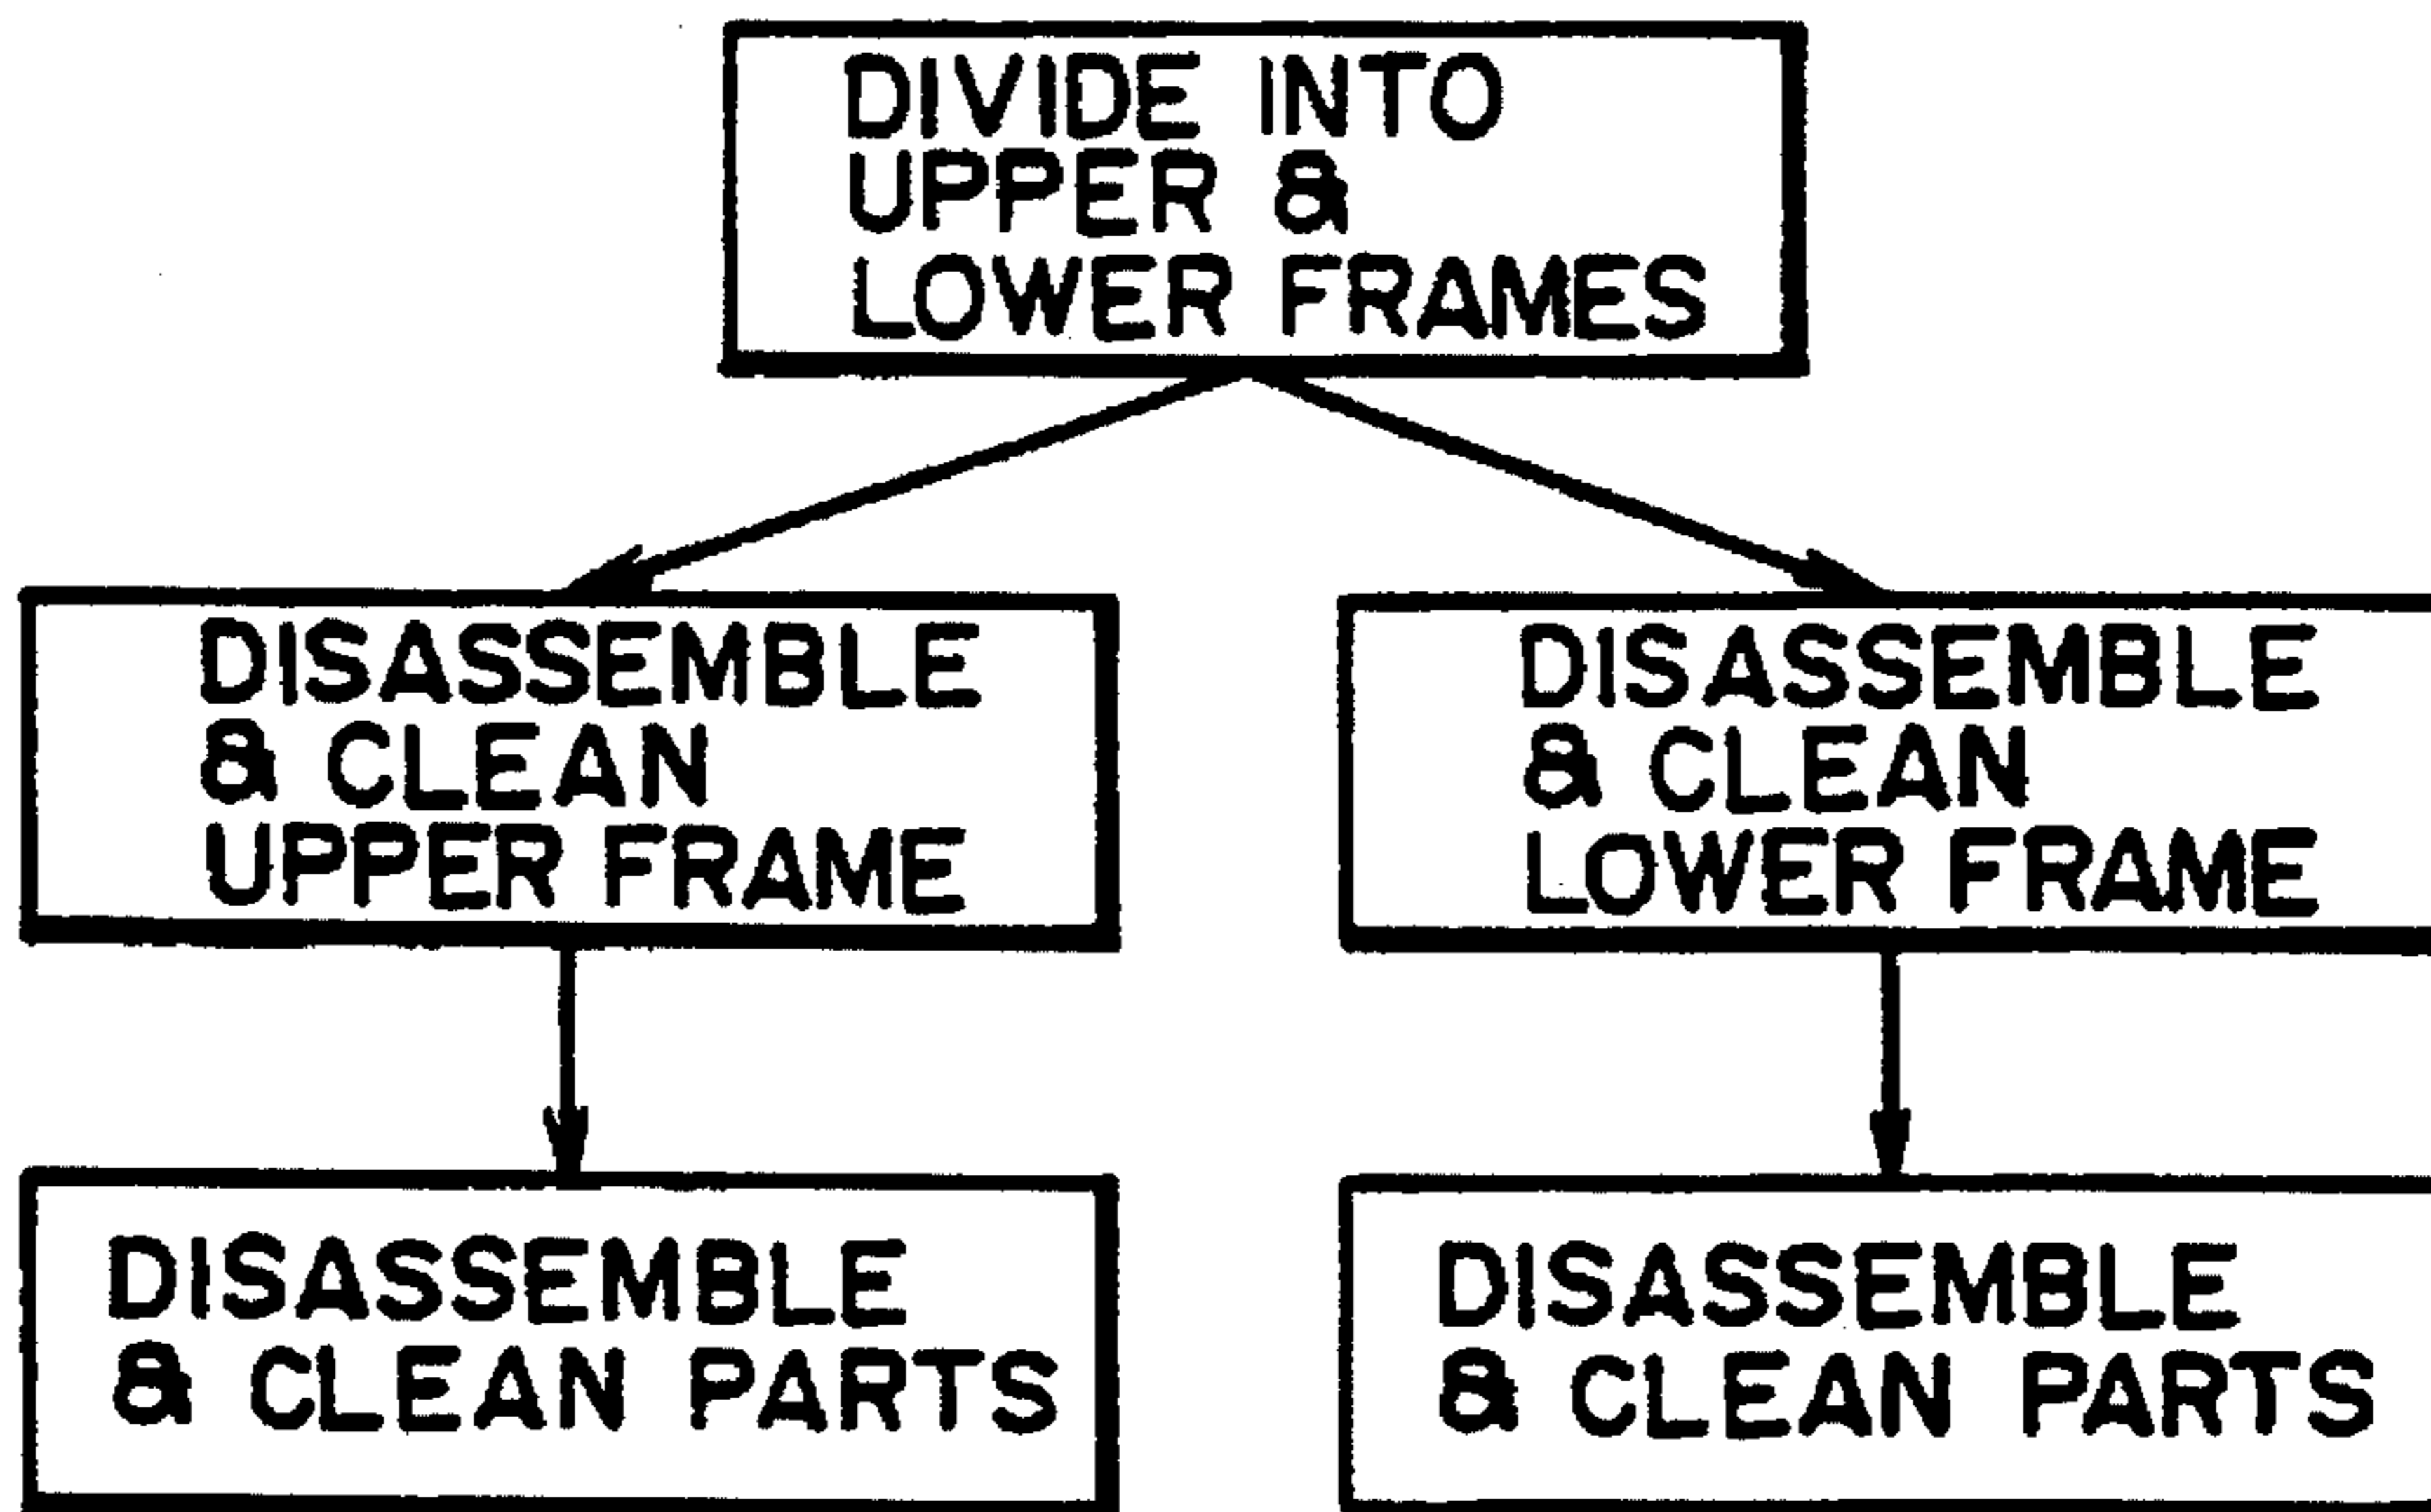 DIVIDE INTO
UPPER &
LOWER FRAMES
DISASSEMBLE
& CLEAN
UPPER FRAME
DISASSEMBLE
& CLEAN
LOWER FRAME
DISASSEMBLE
& CLEAN PARTS
DISASSEMBLE
& CLEAN PARTS